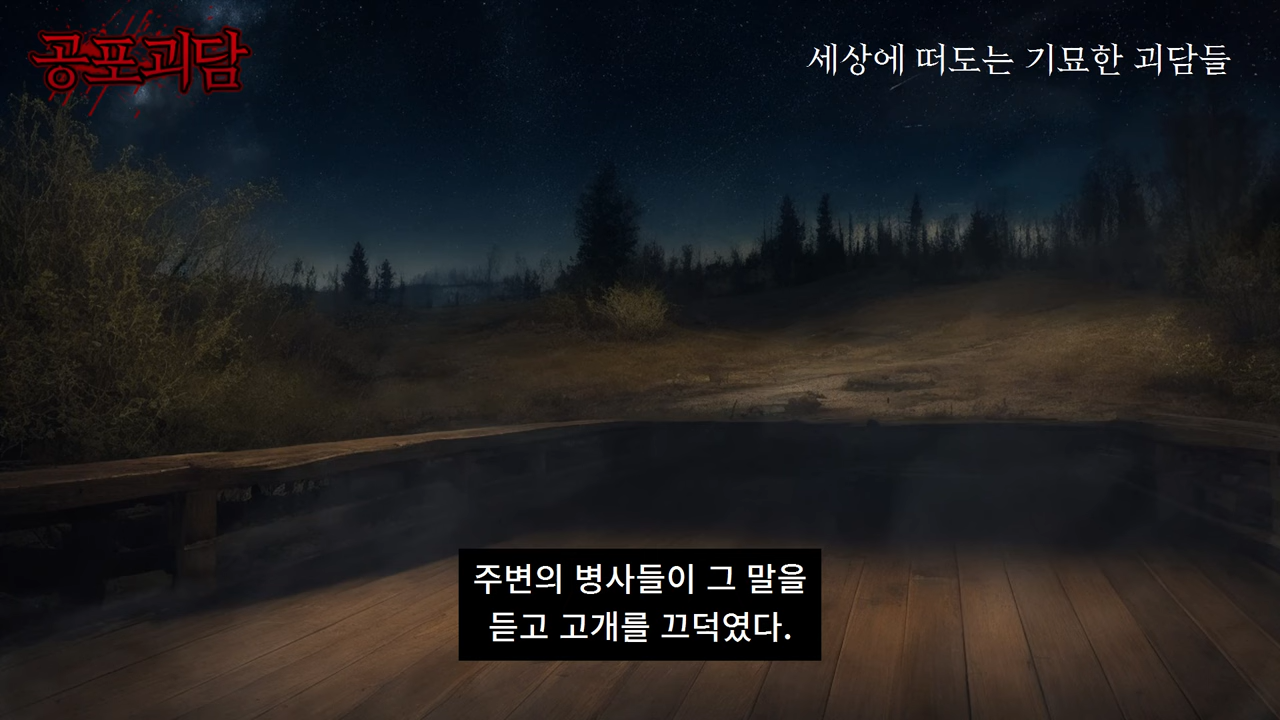 공포괴담
세상에 떠도는 기묘한 괴담들
주변의 병사들이 그 말을
듣고 고개를 끄덕였다.